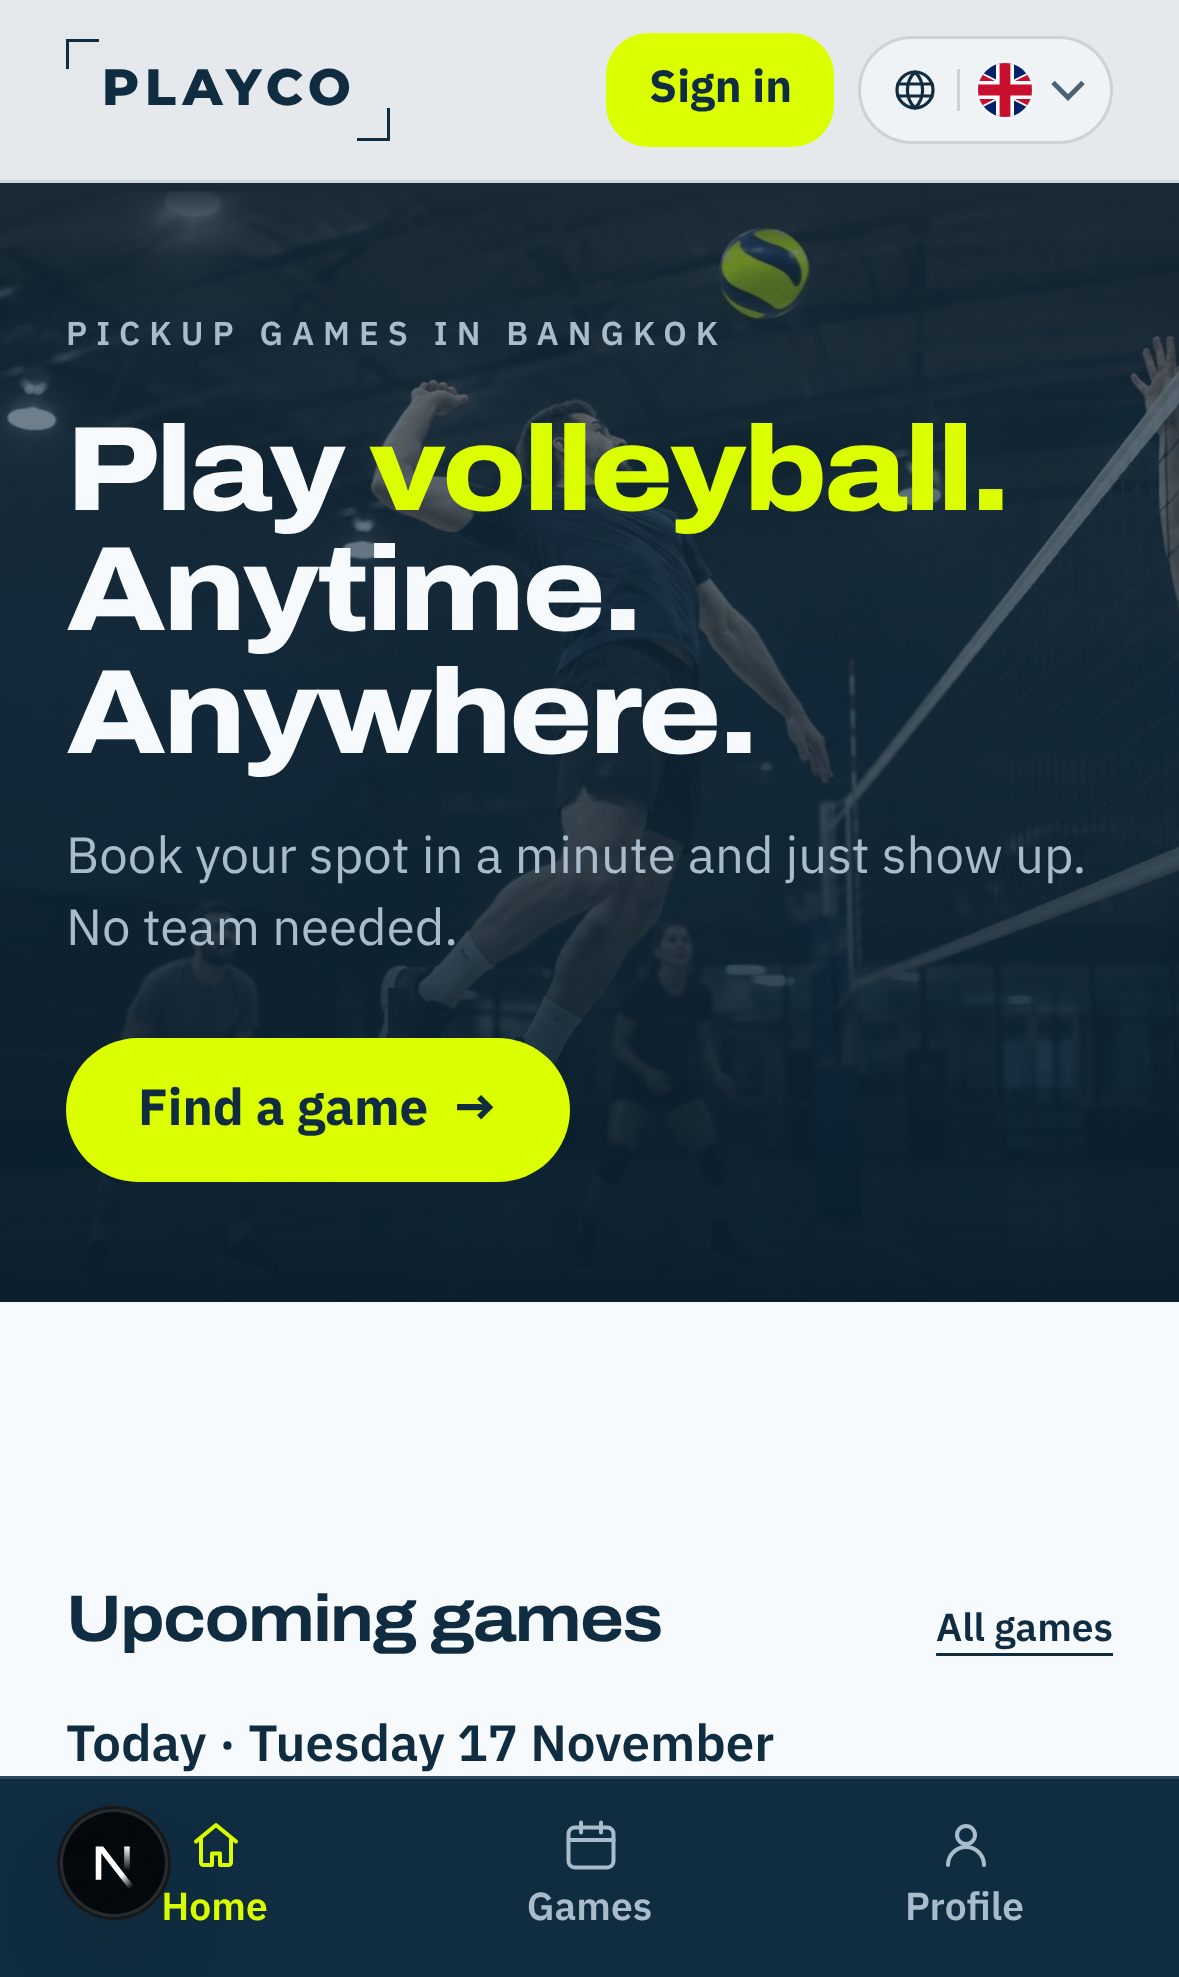 PLAYCO
Sign in
PICKUP GAMES IN BANGKOK
Play volleyball.
Anytime.
Anywhere.
Book your spot in a minute and just show up.
No team needed.
Find a game →
Upcoming games
All games
Today · Tuesday 17 November
N
Home
Games
Profile